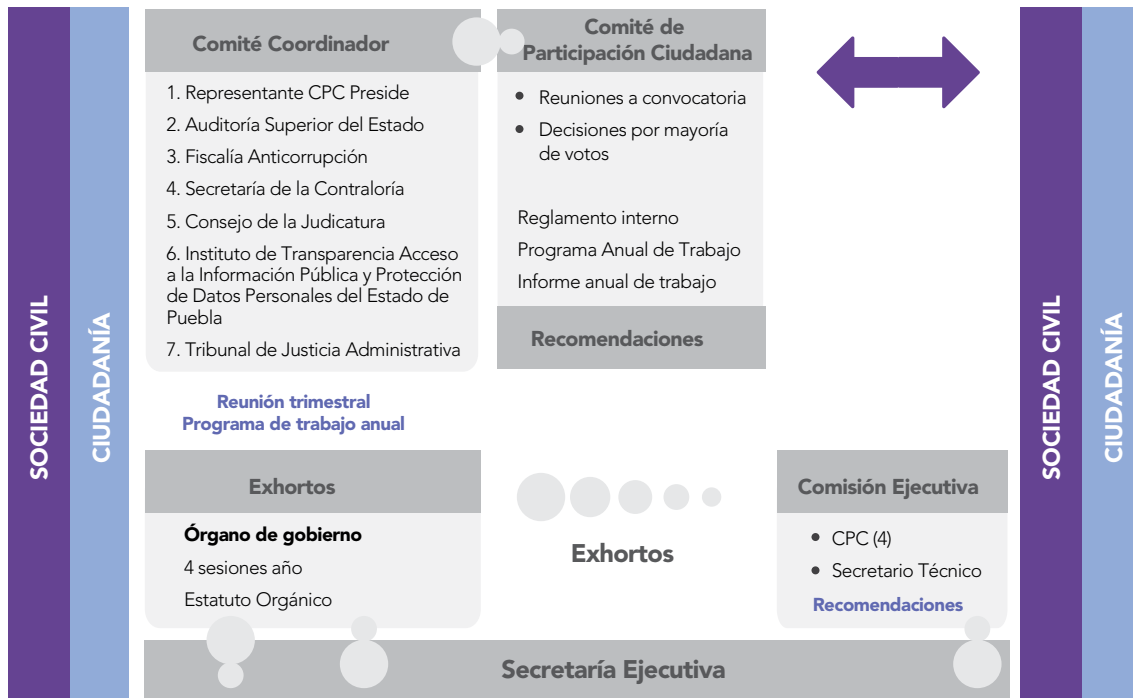 SOCIEDAD CIVIL
CIUDADANÍA
Comité Coordinador
1. Representante CPC Preside
2. Auditoría Superior del Estado
3. Fiscalía Anticorrupción
4. Secretaría de la Contraloría
5. Consejo de la Judicatura
6. Instituto de Transparencia Acceso
a la Información Pública y Protección
de Datos Personales del Estado de
Puebla
7. Tribunal de Justicia Administrativa
Reunión trimestral
Programa de trabajo anual
Comité de
Participación Ciudadana
• Reuniones a convocatoria
• Decisiones por mayoría
de votos
Reglamento interno
Programa Anual de Trabajo
Informe anual de trabajo
Recomendaciones
Exhortos
Órgano de gobierno
4 sesiones año
Estatuto Orgánico
Exhortos
Comisión Ejecutiva
• CPC (4)
• Secretario Técnico
Recomendaciones
Secretaría Ejecutiva
SOCIEDAD CIVIL
CIUDADANÍA